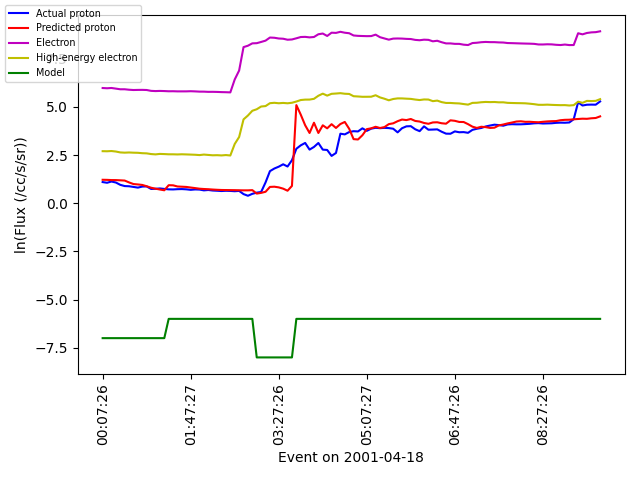 Actual proton
Predicted proton
Electron
High-energy electron
Model
5.0
2.5
0.0
−2.5
−5.0
−7.5
ln(Flux (/cc/s/sr))
00:07:26
01:47:27
03:27:26
05:07:27
06:47:26
08:27:26
Event on 2001-04-18